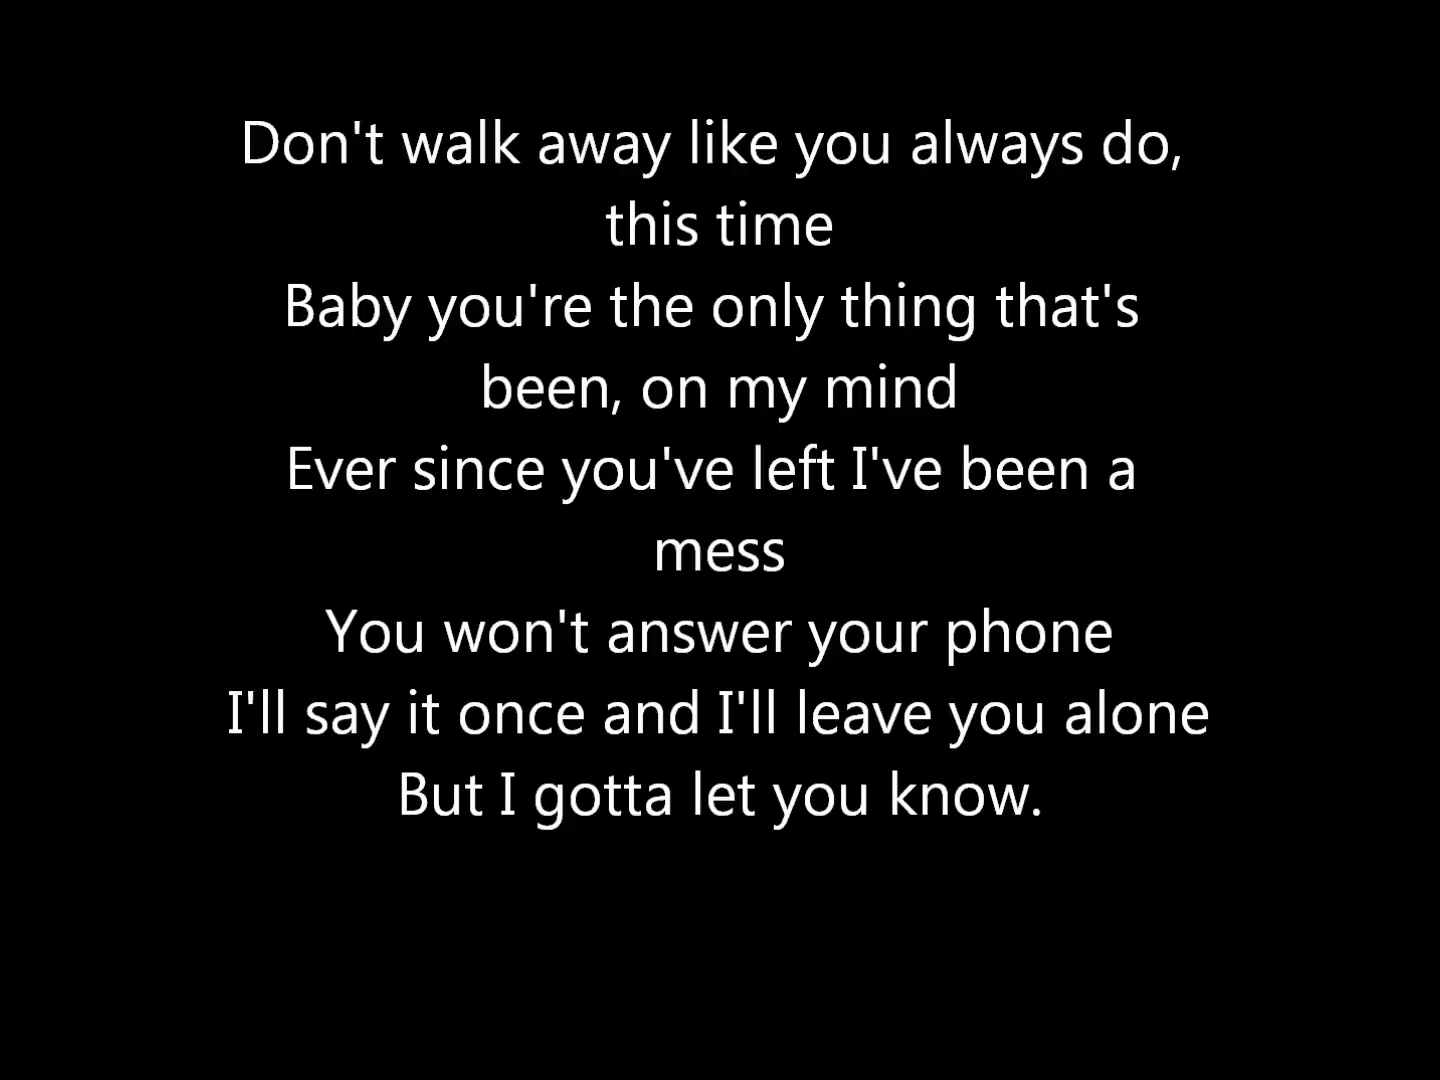 Don't walk away like you always do,
this time
Baby you're the only thing that's
been, on my mind
Ever since you've left I've been a
mess
You won't answer your phone
I'll say it once and I'll leave you alone
But I gotta let you know.